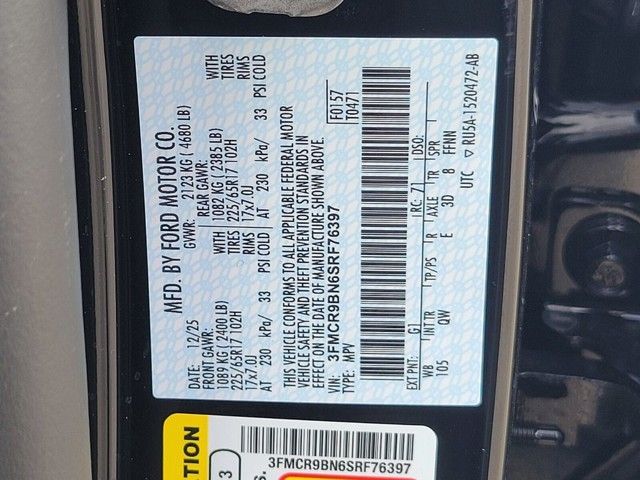 MFD. BY FORD MOTOR CO.
DATE: 12/25 GVWR: 2123 KG ( 4680 LB)
FRONT GAWR: REAR GAWR:
1089 KG ( 2400 LB) WITH 1082 KG ( 2385 LB) WITH
225/65R17 102H TIRES 225/65R17 102H TIRES
17x7.0J RIMS 17x7.0J RIMS
AT 230 kPa/ 33 PSI COLD AT 230 kPa/ 33 PSI COLD
THIS VEHICLE CONFORMS TO ALL APPLICABLE FEDERAL MOTOR
VEHICLE SAFETY AND THEFT PREVENTION STANDARDS IN
EFFECT ON THE DATE OF MANUFACTURE SHOWN ABOVE.
VIN: 3FMCR9BN6SRF76397
TYPE: MPV
F0157
T0471
EXT PNT: G1 RC: 71 DSO:
WB INT TR TP/PS R AXLE TR SPR
105 QW E 3D 8 FFNN
UTC ▽ RU5A-1520472-AB
3FMCR9BN6SRF76397